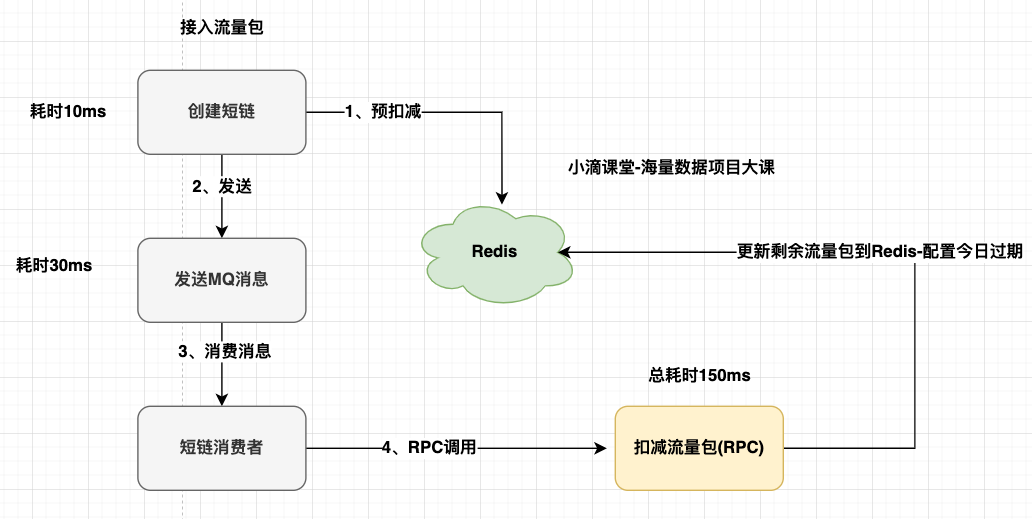 接入流量包
耗时10ms
创建短链
1、预扣减
小滴课堂-海量数据项目大课
2、发送
Redis
更新剩余流量包到Redis-配置今日过期
耗时30ms
发送MQ消息
3、消费消息
总耗时150ms
短链消费者
4、RPC调用
扣减流量包(RPC)